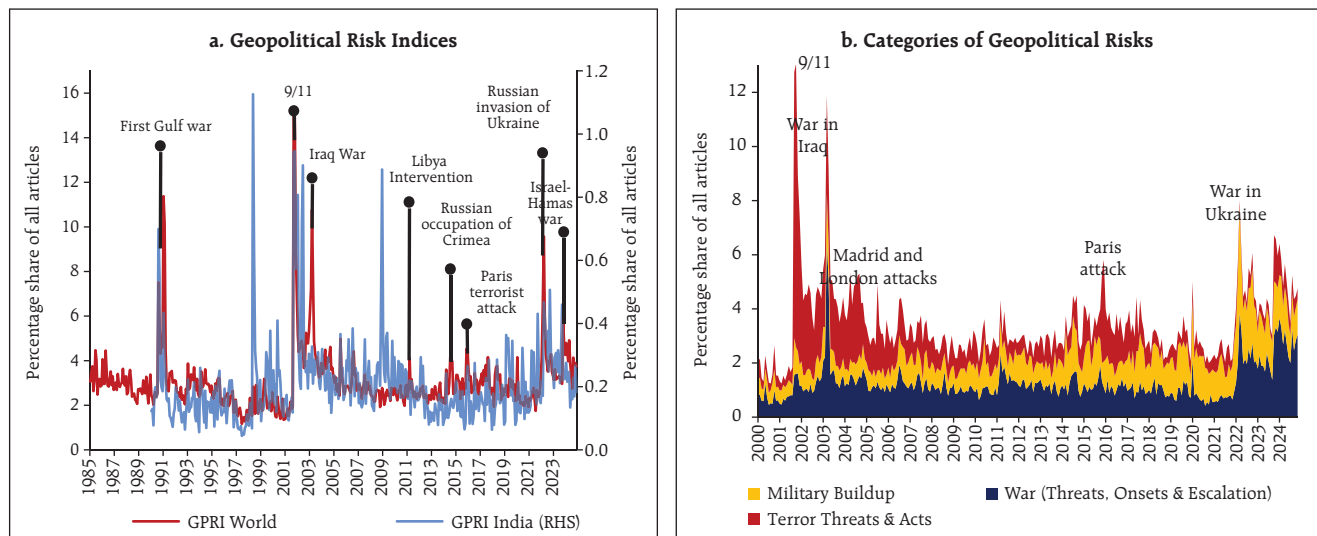 a. Geopolitical Risk Indices
Percentage share of all articles
16
14
12
10
8
6
4
2
0
1.2
1.0
0.8
0.6
0.4
0.2
0.0
Percentage share of all articles
First Gulf war
9/11
Iraq War
Libya
Intervention
Russian
occupation of
Crimea
Paris
terrorist
attack
Russian
invasion of
Ukraine
Israel-
Hamas
war
1985
1987
1989
1991
1993
1995
1997
1999
2001
2003
2005
2007
2009
2011
2013
2015
2017
2019
2021
2023
GPRI World
GPRI India (RHS)
b. Categories of Geopolitical Risks
Percentage share of all articles
12
10
8
6
4
2
0
9/11
War in
Iraq
Madrid and
London attacks
Paris
attack
War in
Ukraine
2000
2001
2002
2003
2004
2005
2006
2007
2008
2009
2010
2011
2012
2013
2014
2015
2016
2017
2018
2019
2020
2021
2022
2023
2024
Military Buildup
War (Threats, Onsets & Escalation)
Terror Threats & Acts